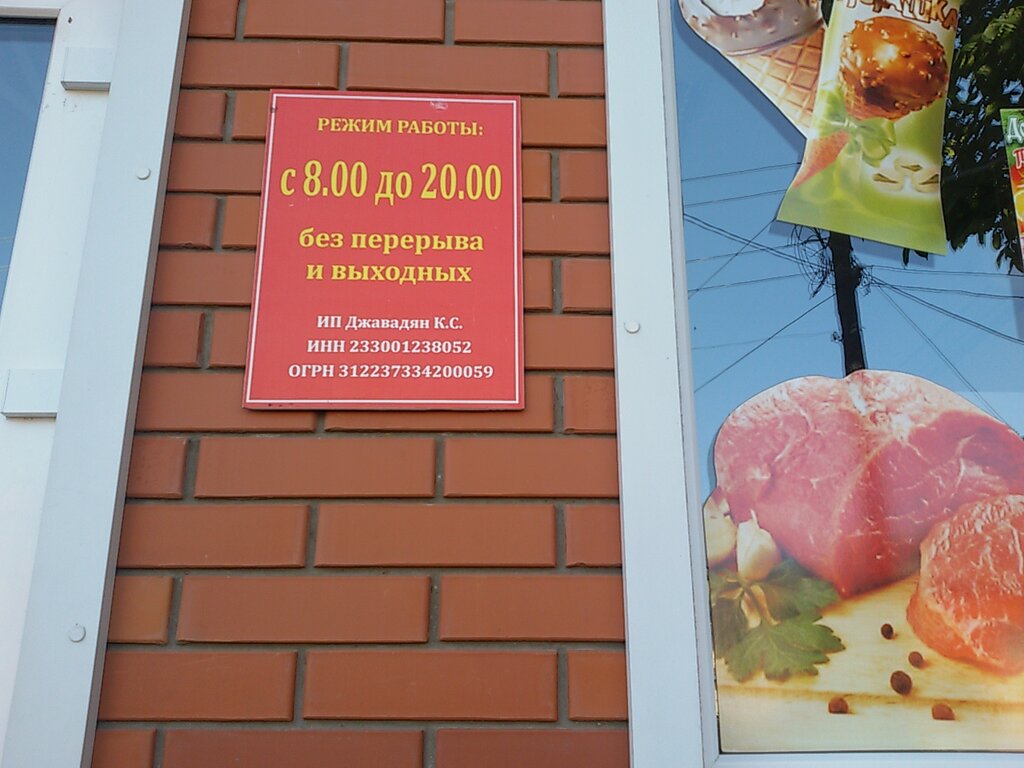 РЕЖИМ РАБОТЫ:
с 8.00 до 20.00
без перерыва
и выходных
ИП Джавадян К.С.
ИНН 233001238052
ОГРН 312237334200059